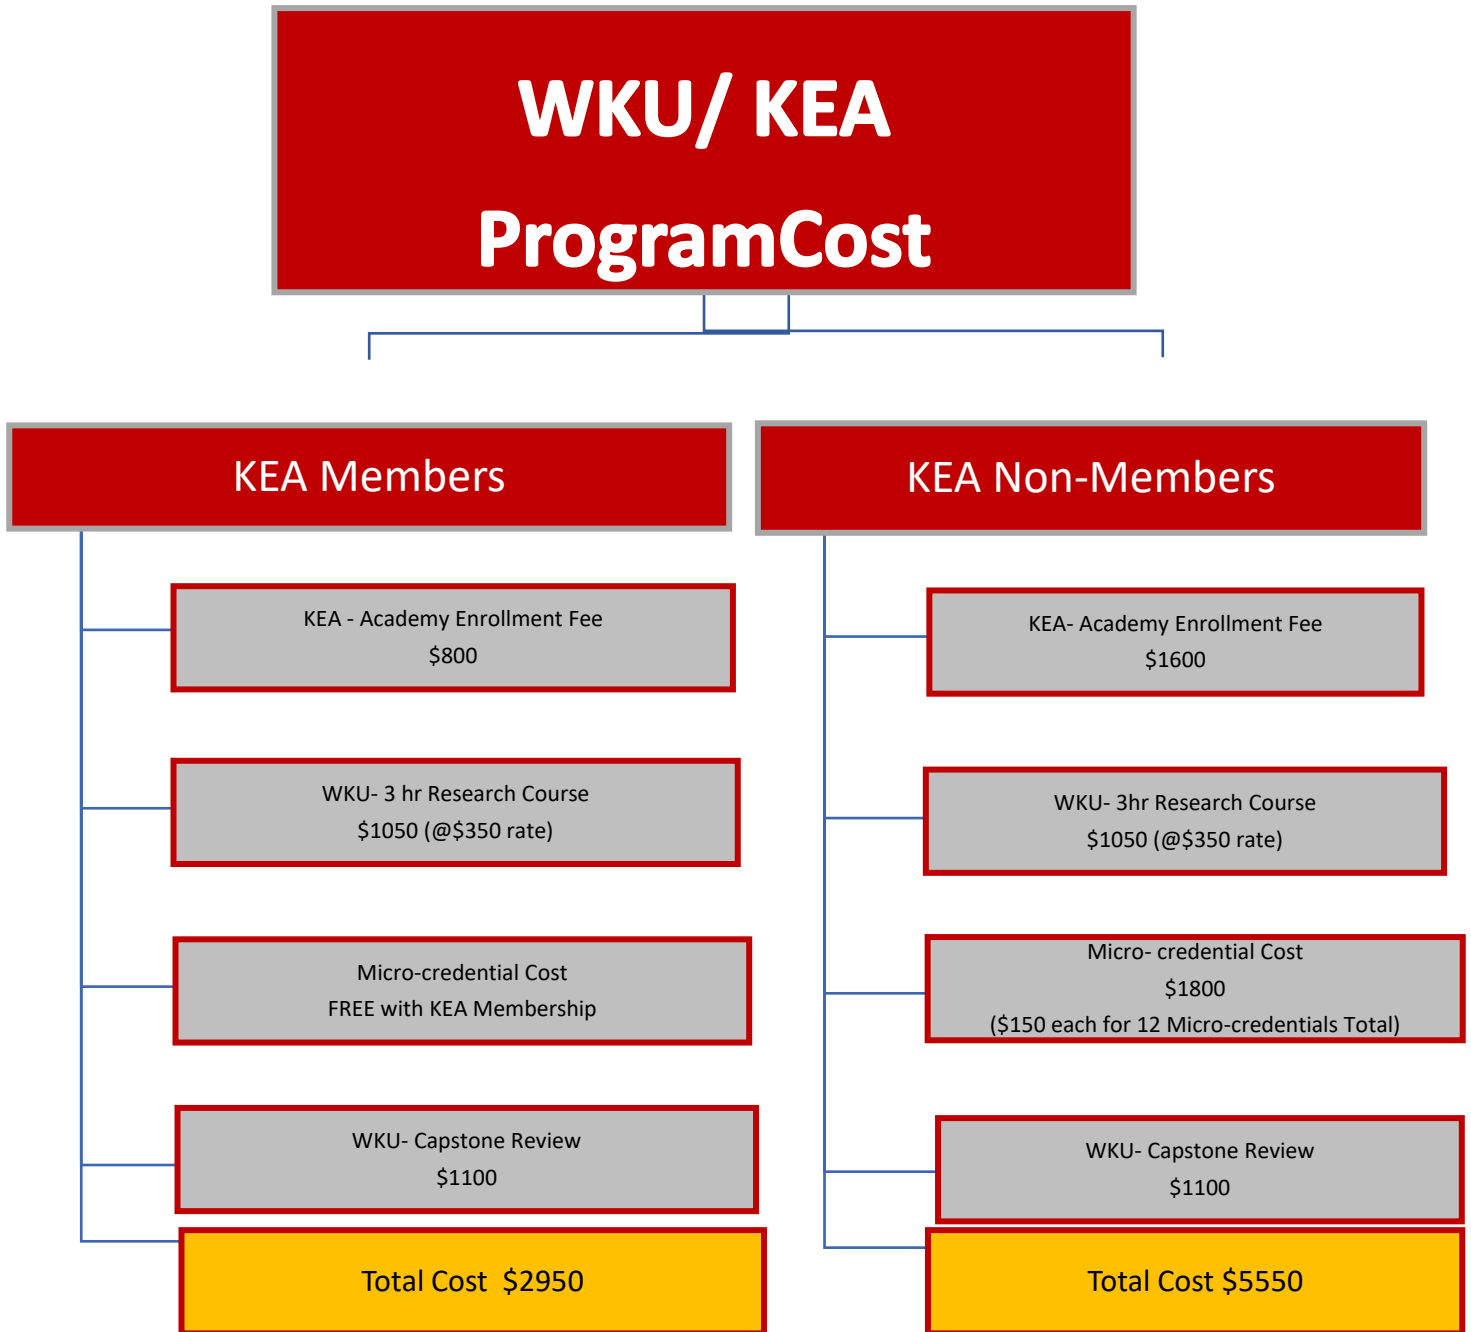 WKU/ KEA
ProgramCost
KEA Members
KEA - Academy Enrollment Fee
$800
WKU- 3 hr Research Course
$1050 (@$350 rate)
Micro-credential Cost
FREE with KEA Membership
WKU- Capstone Review
$1100
Total Cost  $2950
KEA Non-Members
KEA- Academy Enrollment Fee
$1600
WKU- 3hr Research Course
$1050 (@$350 rate)
Micro- credential Cost
$1800
($150 each for 12 Micro-credentials Total)
WKU- Capstone Review
$1100
Total Cost $5550